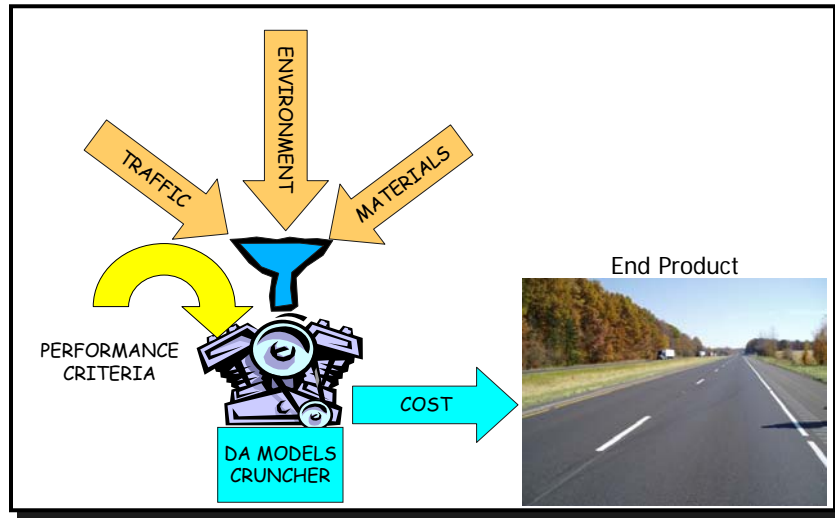 ENVIRONMENT
TRAFFIC
MATERIALS
End Product
PERFORMANCE
CRITERIA
COST
DA MODELS
CRUNCHER